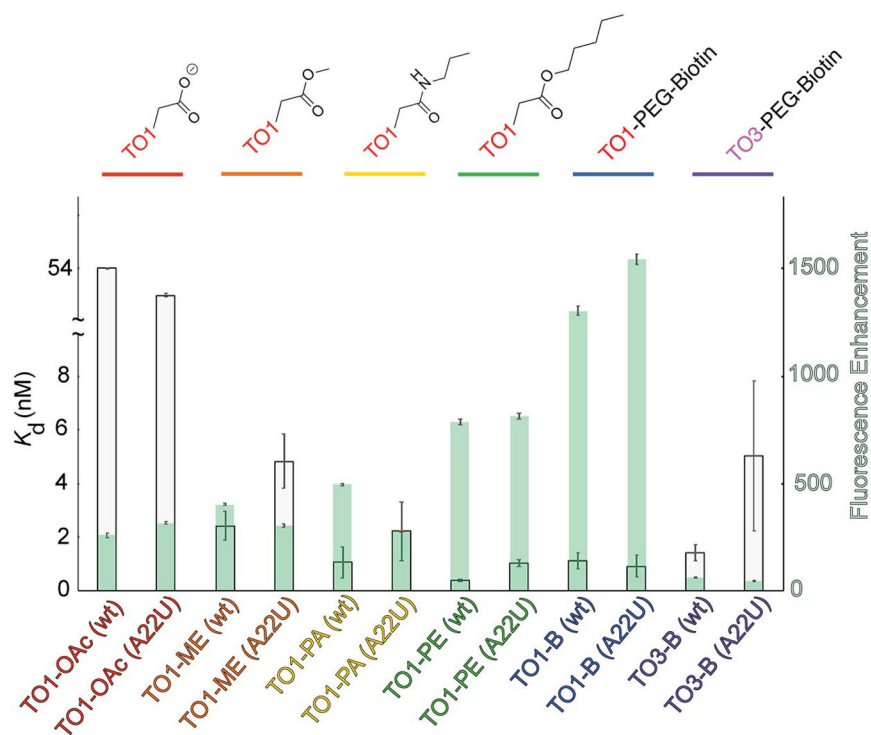 O⊖
O
TO1
O
O
TO1
H
N
O
TO1
O
O
TO1
TO1-PEG-Biotin
TO3-PEG-Biotin
Kd (nM)
54
~
~
8
6
4
2
0
1500
1000
500
0
Fluorescence Enhancement
TO1-OAc (wt)
TO1-OAc (A22U)
TO1-ME (wt)
TO1-ME (A22U)
TO1-PA (wt)
TO1-PA (A22U)
TO1-PE (wt)
TO1-PE (A22U)
TO1-B (wt)
TO1-B (A22U)
TO3-B (wt)
TO3-B (A22U)